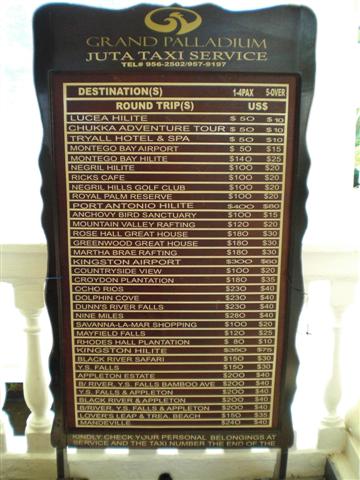 GRAND PALLADIUM
JUTA TAXI SERVICE
TEL# 956-2502/957-9197
DESTINATION(S) 1-4PAX 5-OVER
ROUND TRIP(S) US$
LUCEA HILITE $ 50 $ 10
CHUKKA ADVENTURE TOUR $ 50 $ 10
TRYALL HOTEL & SPA $ 50 $ 10
MONTEGO BAY AIRPORT $ 50 $15
MONTEGO BAY HILITE $140 $25
NEGRIL HILITE $100 $20
RICKS CAFE $100 $20
NEGRIL HILLS GOLF CLUB $100 $20
ROYAL PALM RESERVE $100 $20
PORT ANTONIO HILITE $400 $80
ANCHOVY BIRD SANCTUARY $100 $15
MOUNTAIN VALLEY RAFTING $120 $20
ROSE HALL GREAT HOUSE $180 $30
GREENWOOD GREAT HOUSE $180 $30
MARTHA BRAE RAFTING $180 $30
KINGSTON AIRPORT $300 $60
COUNTRYSIDE VIEW $100 $20
CROYDON PLANTATION $180 $35
OCHO RIOS $230 $40
DOLPHIN COVE $230 $40
DUNN'S RIVER FALLS $230 $40
NINE MILES $280 $40
SAVANNA-LA-MAR SHOPPING $100 $20
MAYFIELD FALLS $120 $25
RHODES HALL PLANTATION $ 80 $10
KINGSTON HILITE $350 $70
BLACK RIVER SAFARI $150 $30
Y.S. FALLS $150 $30
APPLETON ESTATE $200 $40
B/ RIVER, Y.S. FALLS BAMBOO AVE $200 $40
Y.S. FALLS & APPLETON $200 $40
BLACK RIVER & APPLETON $200 $40
B/RIVER, Y.S. FALLS & APPLETON $200 $40
LOVER'S LEAP & TREA. BEACH $150 $35
MANDEVILLE $240 $40
KINDLY CHECK YOUR PERSONAL BELONGINGS AT
SERVICE AND THE TAXI NUMBER THE END OF THE